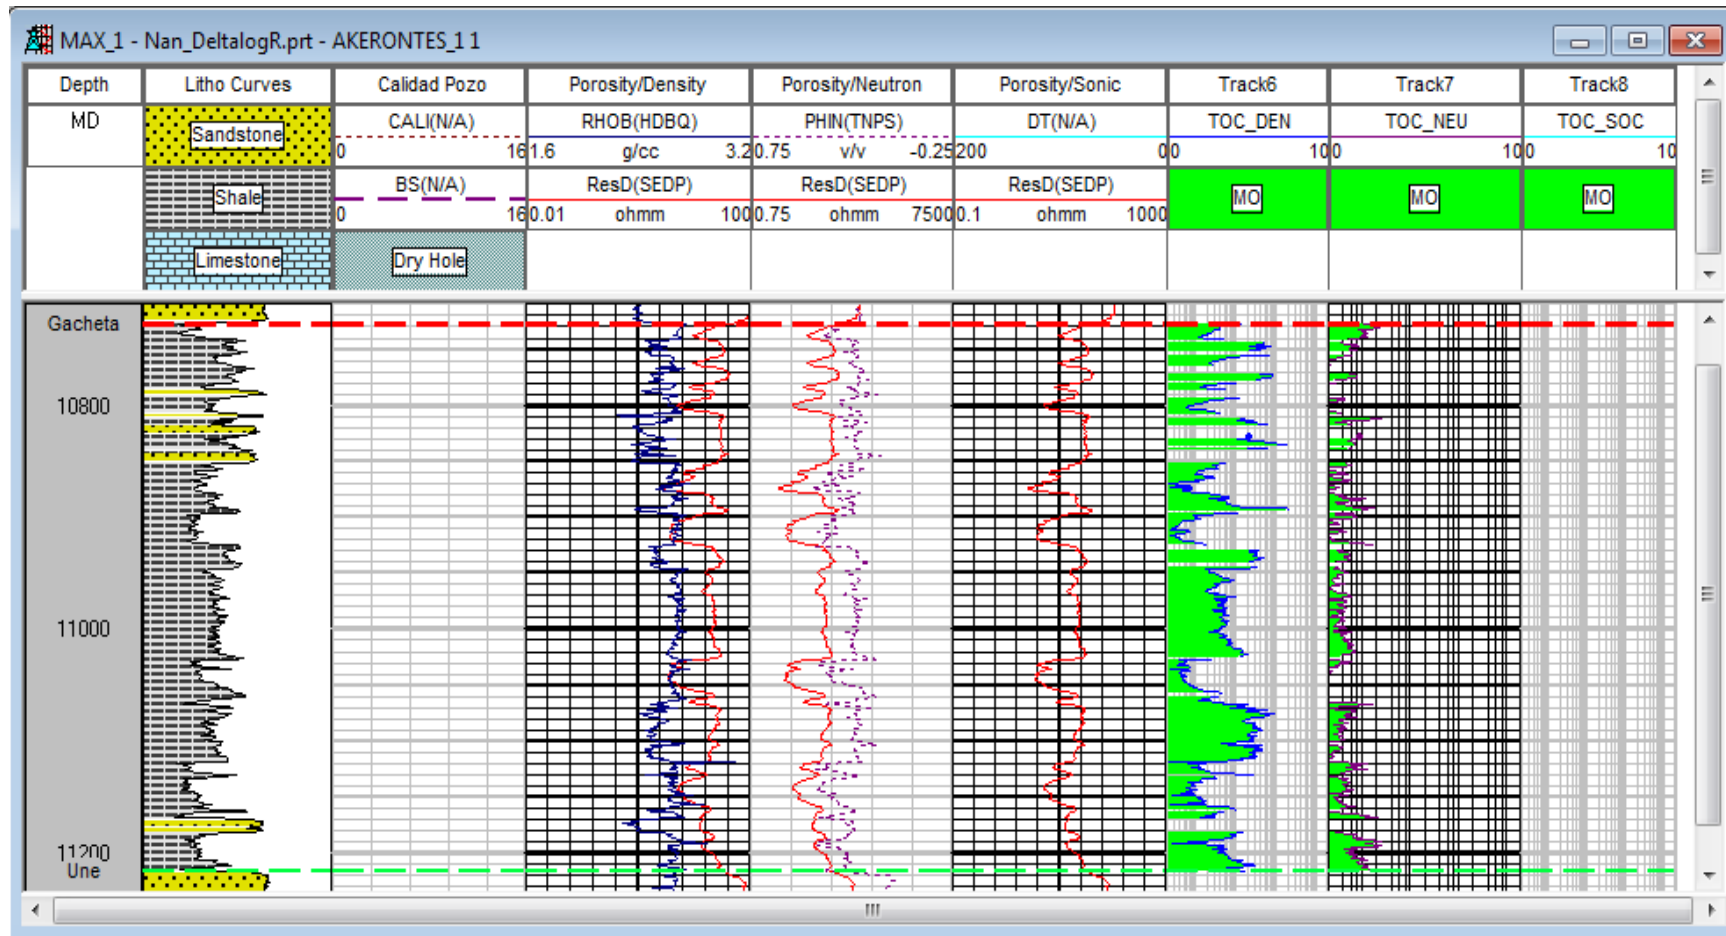 MAX_1 - Nan_DeltalogR.prt - AKERONTES_1 1
Depth Litho Curves Calidad Pozo Porosity/Density Porosity/Neutron Porosity/Sonic Track6 Track7 Track8
MD Sandstone CALI(N/A) RHOB(HDBQ) PHIN(TNPS) DT(N/A) TOC_DEN TOC_NEU TOC_SOC
0 16 1.6 g/cc 3.2 0.75 v/v -0.25 200 0 0 10 0 10 0 10
Shale BS(N/A) ResD(SEDP) ResD(SEDP) ResD(SEDP) MO MO MO
0 16 0.01 ohmm 100 0.75 ohmm 7500 0.1 ohmm 1000
Limestone Dry Hole
Gacheta
10800
11000
11200
Une